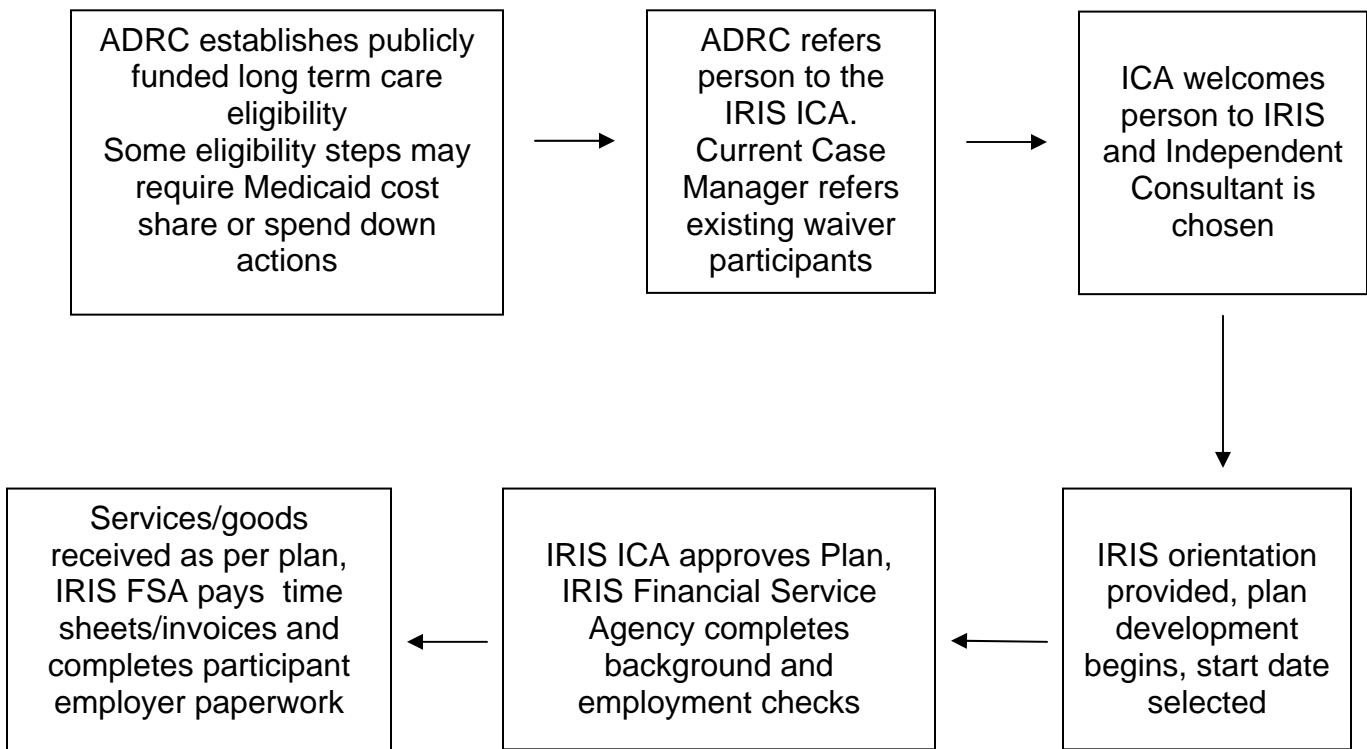 ADRC establishes publicly
funded long term care
eligibility
Some eligibility steps may
require Medicaid cost
share or spend down
actions
ADRC refers
person to the
IRIS ICA.
Current Case
Manager refers
existing waiver
participants
ICA welcomes
person to IRIS
and Independent
Consultant is
chosen
IRIS orientation
provided, plan
development
begins, start date
selected
IRIS ICA approves Plan,
IRIS Financial Service
Agency completes
background and
employment checks
Services/goods
received as per plan,
IRIS FSA pays  time
sheets/invoices and
completes participant
employer paperwork